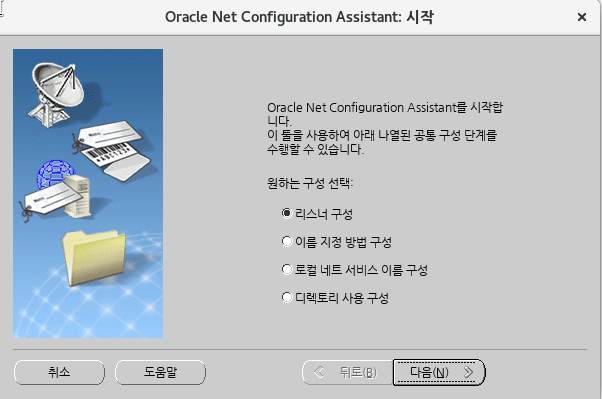 Oracle Net Configuration Assistant: 시작
Oracle Net Configuration Assistant를 시작합
니다.
이 툴을 사용하여 아래 나열된 공통 구성 단계를
수행할 수 있습니다.
원하는 구성 선택:
리스너 구성
이름 지정 방법 구성
로컬 네트 서비스 이름 구성
디렉토리 사용 구성
취소
도움말
뒤로(B)
다음(N)